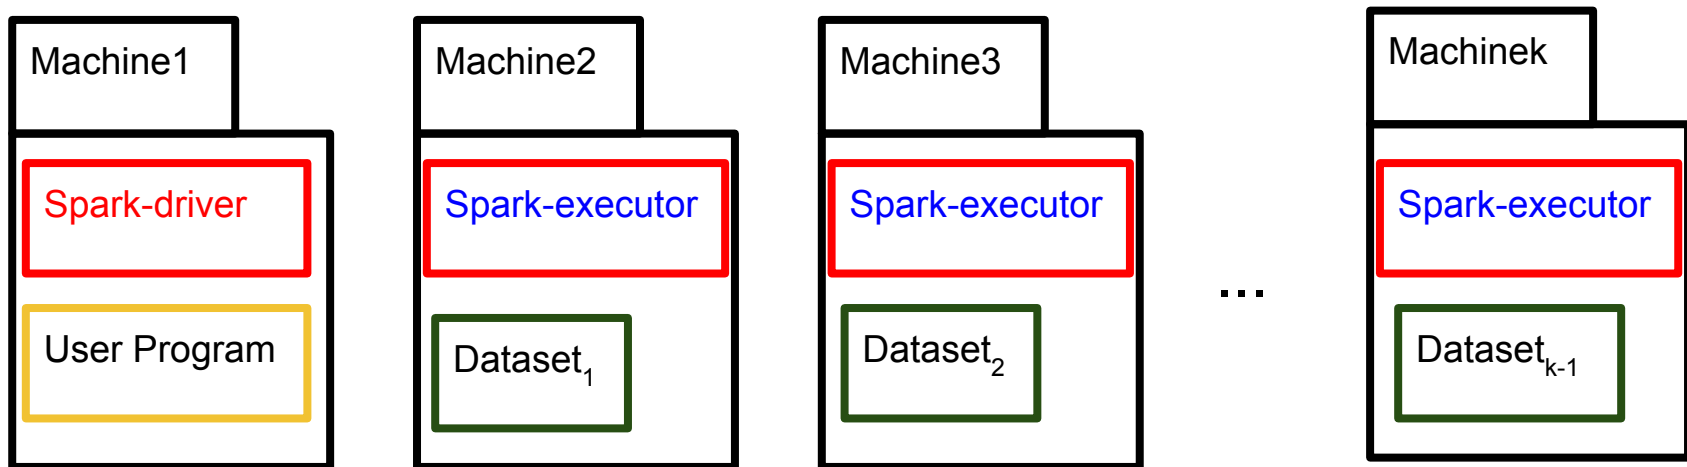 Machine1
Spark-driver
User Program
Machine2
Spark-executor
Dataset1
Machine3
Spark-executor
Dataset2
...
Machinek
Spark-executor
Datasetk-1